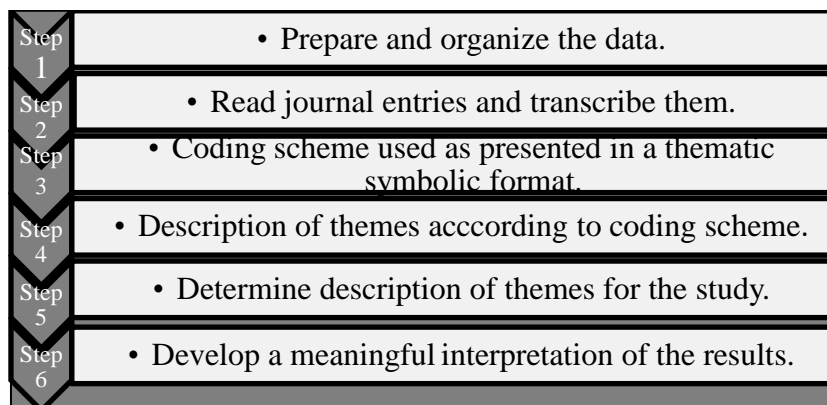 Step
1
• Prepare and organize the data.
Step
2
• Read journal entries and transcribe them.
Step
3
• Coding scheme used as presented in a thematic
symbolic format.
Step
4
• Description of themes acccording to coding scheme.
Step
5
• Determine description of themes for the study.
Step
6
• Develop a meaningful interpretation of the results.